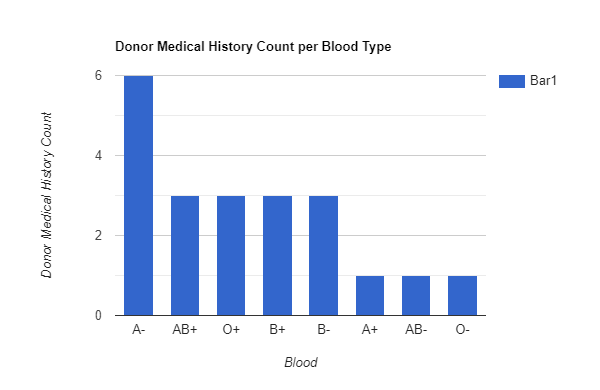 Donor Medical History Count per Blood Type
Bar1
Donor Medical History Count
6
4
2
0
A- AB+ O+ B+ B- A+ AB- O-
Blood